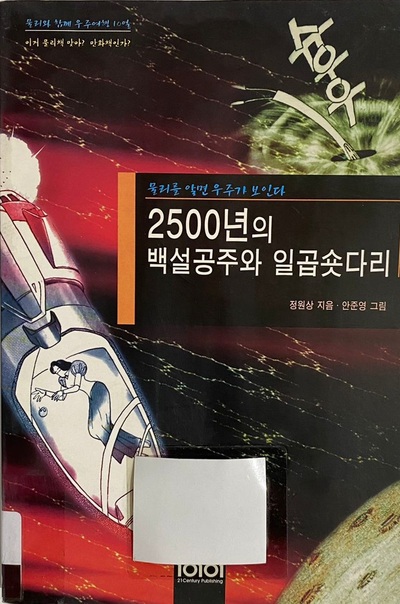 물리와 함께 우주여행 10억
이거 물리책 맞아? 만화책인가?
슈와와
물리를 알면 우주가 보인다
2500년의
백설공주와 일곱숏다리
정원상 지음·안준영 그림
21Century Publishing